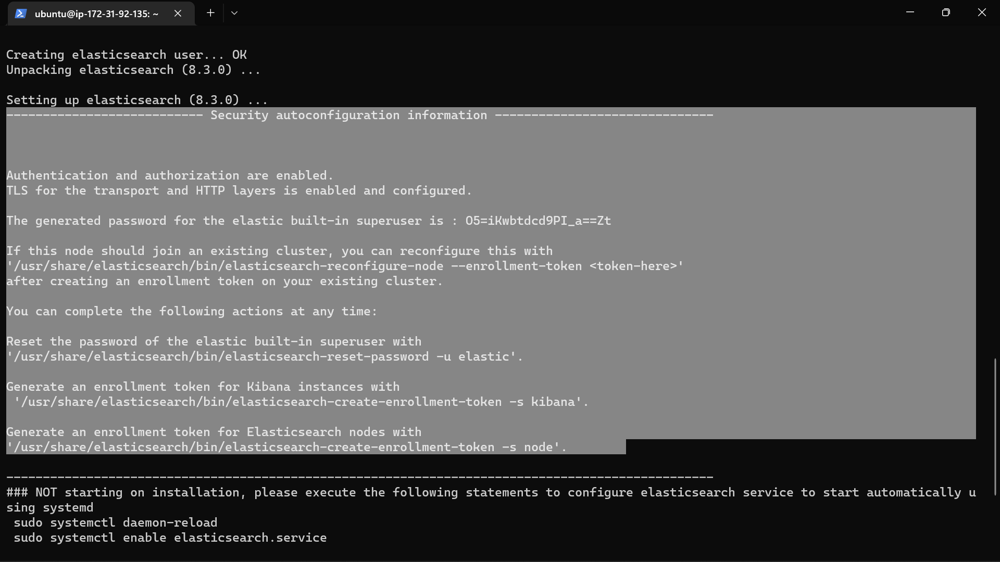 ubuntu@ip-172-31-92-135: ~
Creating elasticsearch user... OK
Unpacking elasticsearch (8.3.0) ...
Setting up elasticsearch (8.3.0) ...
--------------------------- Security autoconfiguration information ------------------------------
Authentication and authorization are enabled.
TLS for the transport and HTTP layers is enabled and configured.
The generated password for the elastic built-in superuser is : O5=iKwbtdcd9PI_a==Zt
If this node should join an existing cluster, you can reconfigure this with
'/usr/share/elasticsearch/bin/elasticsearch-reconfigure-node --enrollment-token <token-here>'
after creating an enrollment token on your existing cluster.
You can complete the following actions at any time:
Reset the password of the elastic built-in superuser with
'/usr/share/elasticsearch/bin/elasticsearch-reset-password -u elastic'.
Generate an enrollment token for Kibana instances with
 '/usr/share/elasticsearch/bin/elasticsearch-create-enrollment-token -s kibana'.
Generate an enrollment token for Elasticsearch nodes with
'/usr/share/elasticsearch/bin/elasticsearch-create-enrollment-token -s node'.
-------------------------------------------------------------------------------------------------
### NOT starting on installation, please execute the following statements to configure elasticsearch service to start automatically u
sing systemd
 sudo systemctl daemon-reload
 sudo systemctl enable elasticsearch.service